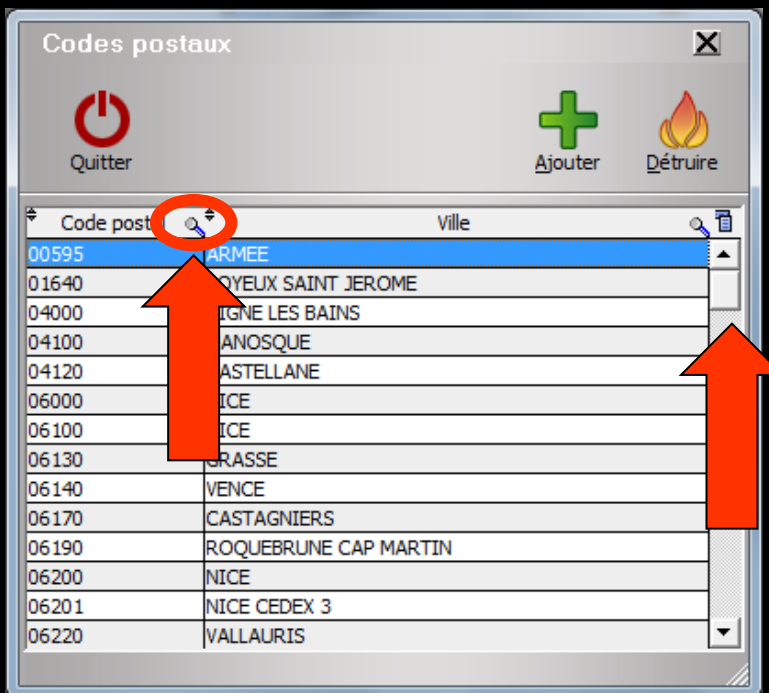 Codes postaux
Quitter
Ajouter
Détruire
Code post
Ville
00595 ARMEE
01640 OYEUX SAINT JEROME
04000 IGNE LES BAINS
04100 ANOSQUE
04120 ASTELLANE
06000 ICE
06100 ICE
06130 GRASSE
06140 VENCE
06170 CASTAGNIERS
06190 ROQUEBRUNE CAP MARTIN
06200 NICE
06201 NICE CEDEX 3
06220 VALLAURIS